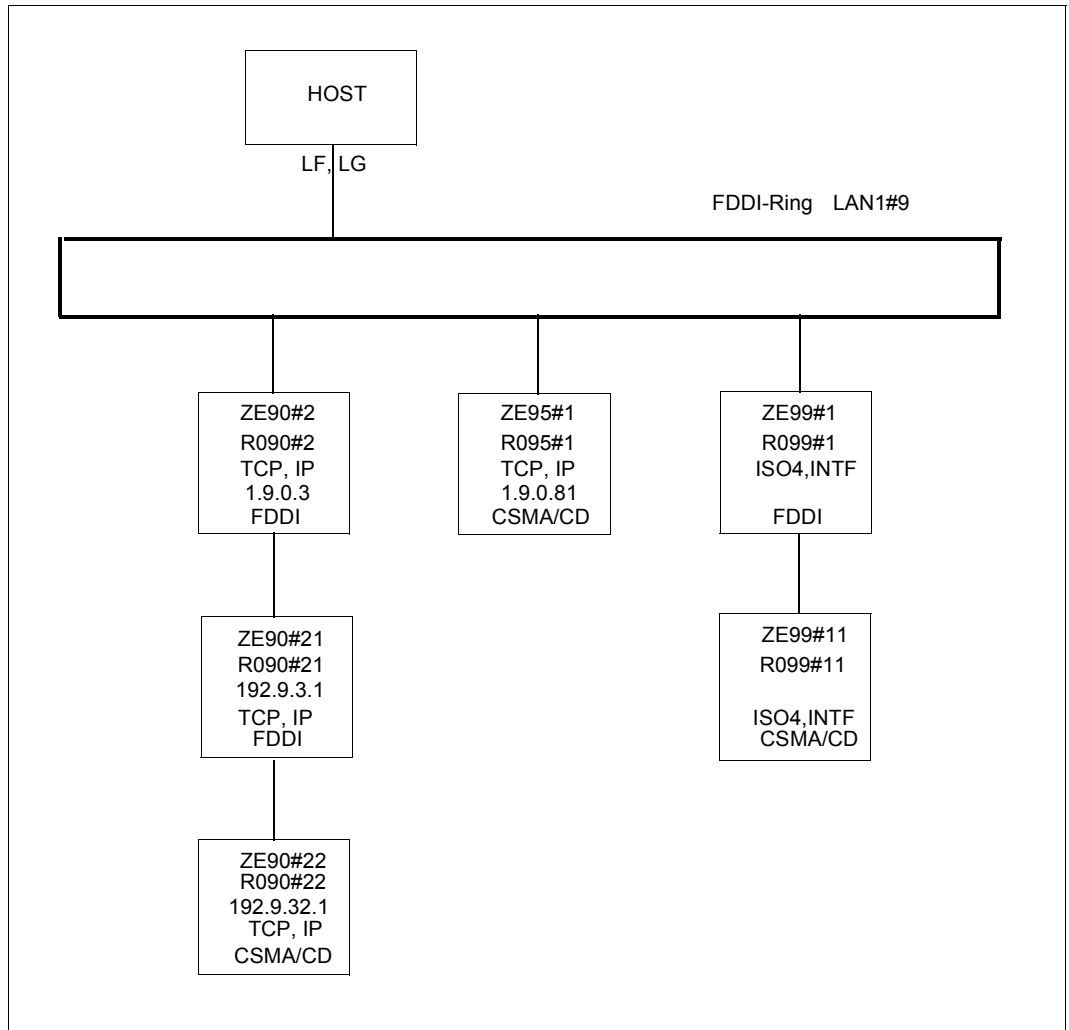 HOST
LF, LG
FDDI-Ring LAN1#9
ZE90#2
R090#2
TCP, IP
1.9.0.3
FDDI
ZE95#1
R095#1
TCP, IP
1.9.0.81
CSMA/CD
ZE99#1
R099#1
ISO4,INTF
FDDI
ZE90#21
R090#21
192.9.3.1
TCP, IP
FDDI
ZE99#11
R099#11
ISO4,INTF
CSMA/CD
ZE90#22
R090#22
192.9.32.1
TCP, IP
CSMA/CD